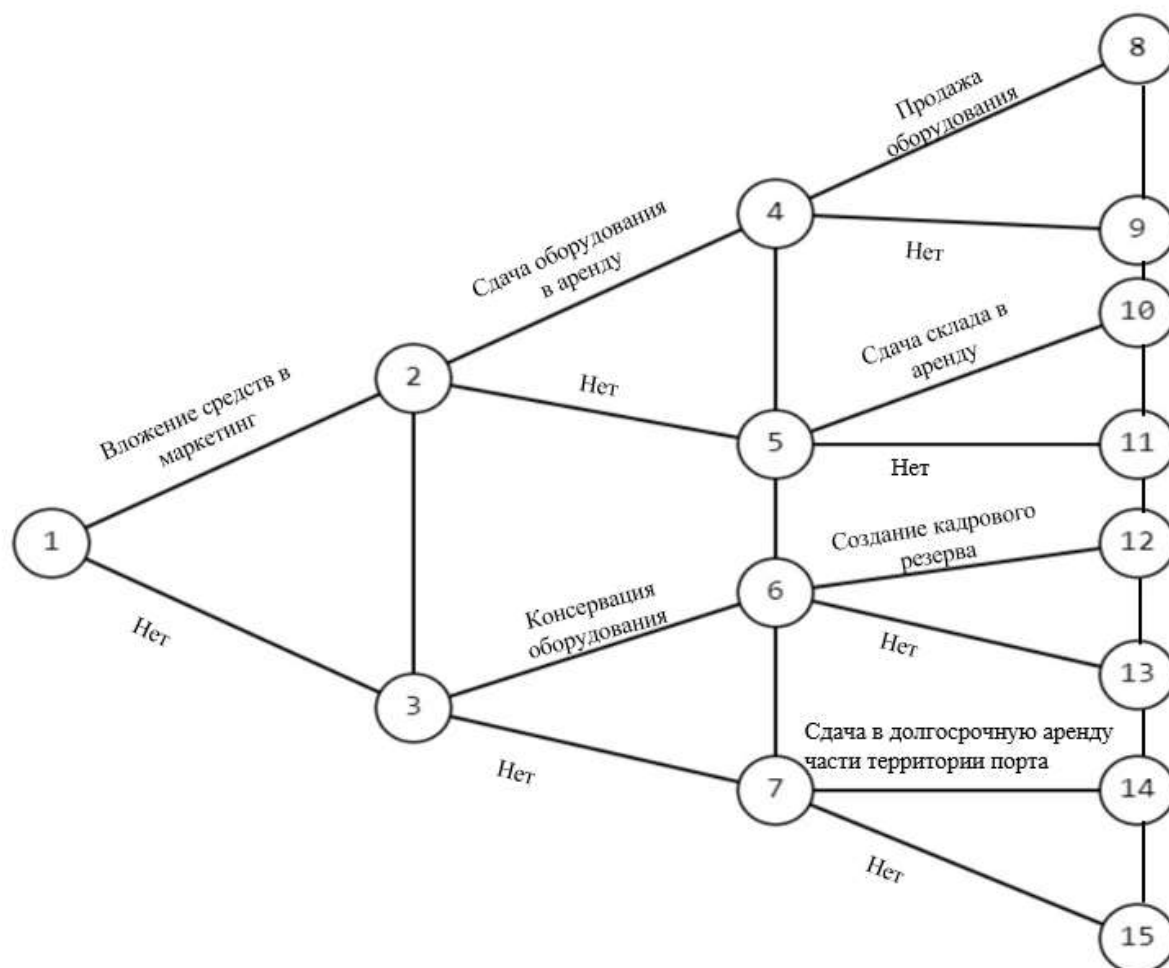 8
Продажа
оборудования
4
Нет
9
Сдача оборудования
в аренду
10
Сдача склада в
аренду
2
Нет
Вложение средств в
маркетинг
5
11
Нет
1
Создание кадрового
резерва
12
Консервация
оборудования
6
Нет
Нет
13
3
Сдача в долгосрочную аренду
части территории порта
Нет
7
14
Нет
15